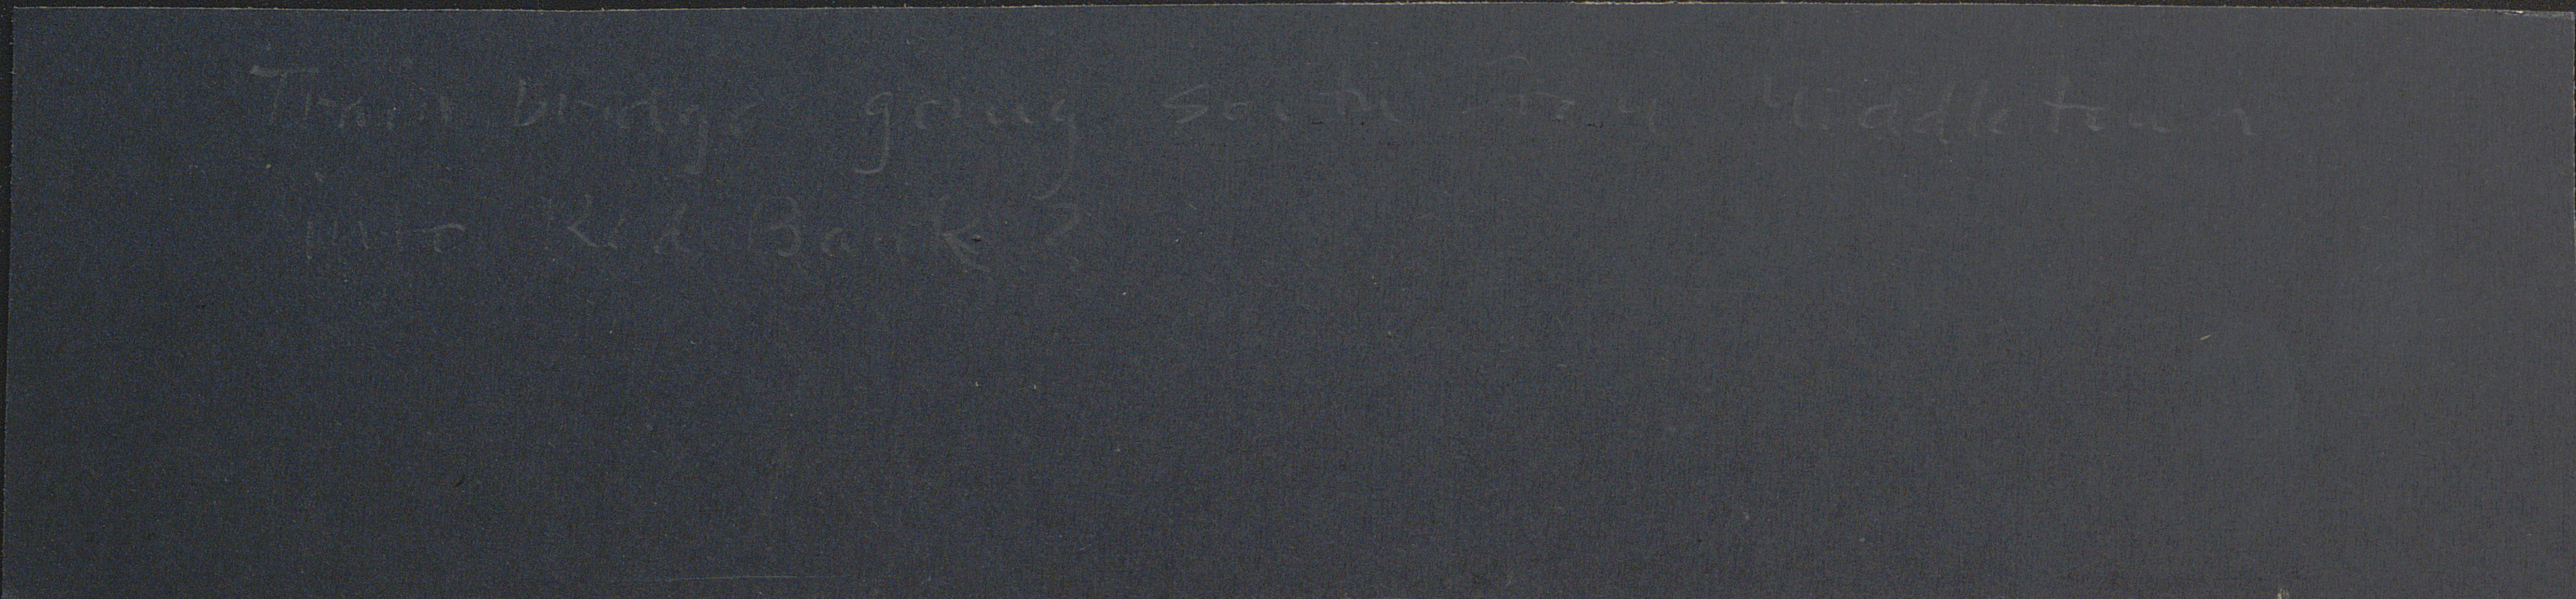 Train Bridge going South from Middletown
into Red Bank?